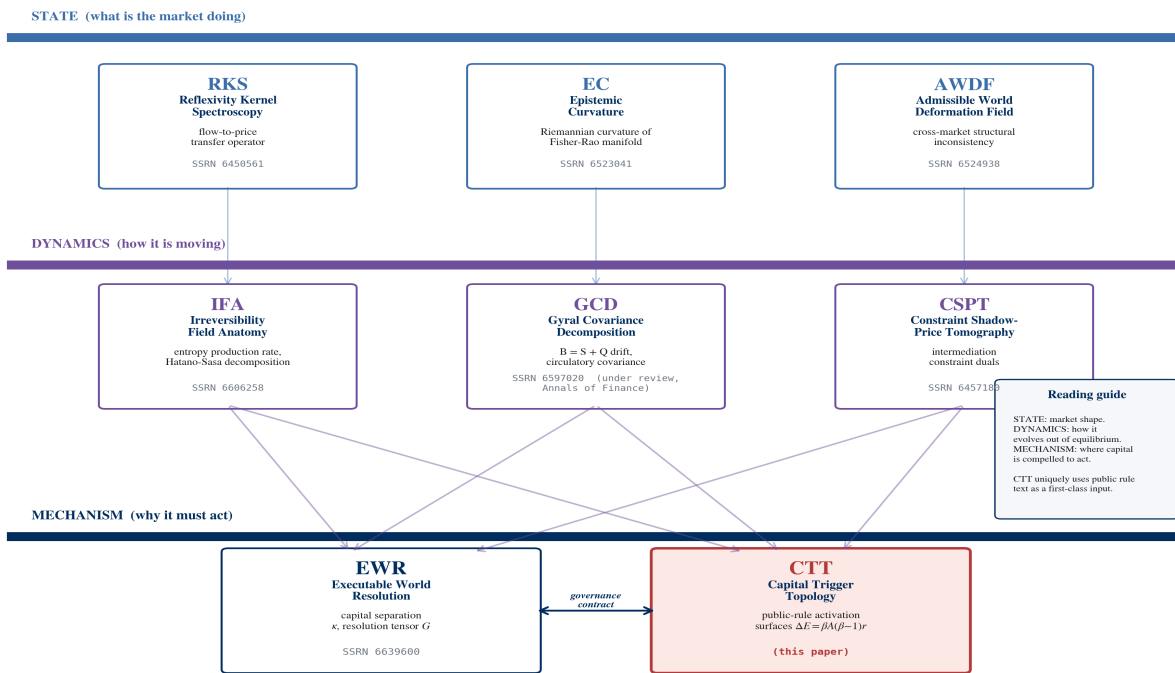 STATE (what is the market doing)
RKS
Reflexivity Kernel
Spectroscopy
flow-to-price
transfer operator
SSRN 6450561
EC
Epistemic
Curvature
Riemannian curvature of
Fisher-Rao manifold
SSRN 6523041
AWDF
Admissible World
Deformation Field
cross-market structural
inconsistency
SSRN 6524938
DYNAMICS (how it is moving)
IFA
Irreversibility
Field Anatomy
entropy production rate,
Hatano-Sasa decomposition
SSRN 6606258
GCD
Gyral Covariance
Decomposition
B = S + Q drift,
circulatory covariance
SSRN 6597020 (under review,
Annals of Finance)
CSPT
Constraint Shadow-
Price Tomography
intermediation
constraint duals
SSRN 6457180
Reading guide
STATE: market shape.
DYNAMICS: how it
evolves out of equilibrium.
MECHANISM: where capital
is compelled to act.
CTT uniquely uses public rule
text as a first-class input.
MECHANISM (why it must act)
EWR
Executable World
Resolution
capital separation
κ, resolution tensor G
SSRN 6639600
governance
contract
CTT
Capital Trigger
Topology
public-rule activation
surfaces ΔE = βA(β−1)r
(this paper)